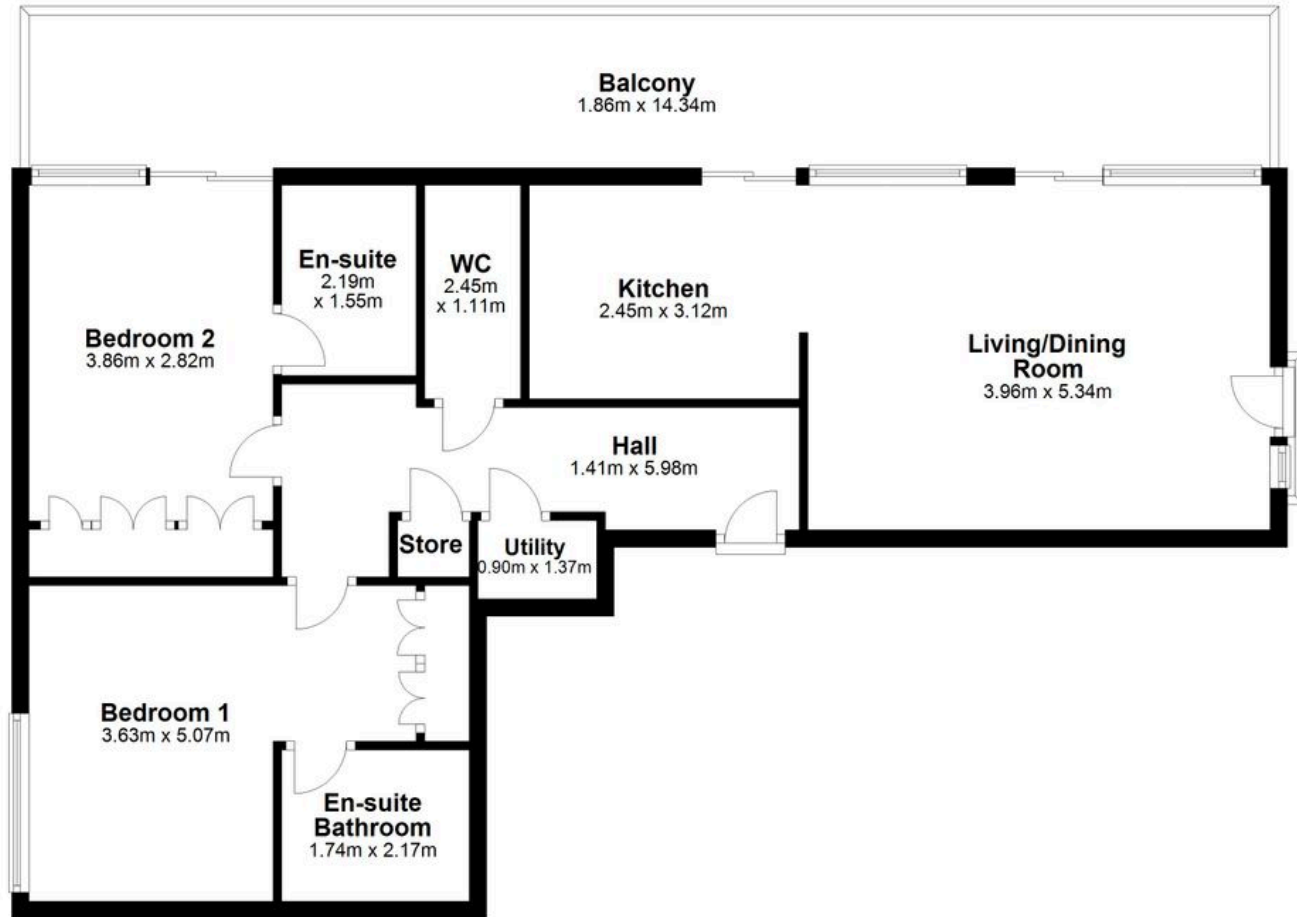 Balcony
1.86m x 14.34m
En-suite
2.19m
x 1.55m
WC
2.45m
x 1.11m
Kitchen
2.45m x 3.12m
Bedroom 2
3.86m x 2.82m
Living/Dining
Room
3.96m x 5.34m
Hall
1.41m x 5.98m
Store
Utility
0.90m x 1.37m
Bedroom 1
3.63m x 5.07m
En-suite
Bathroom
1.74m x 2.17m